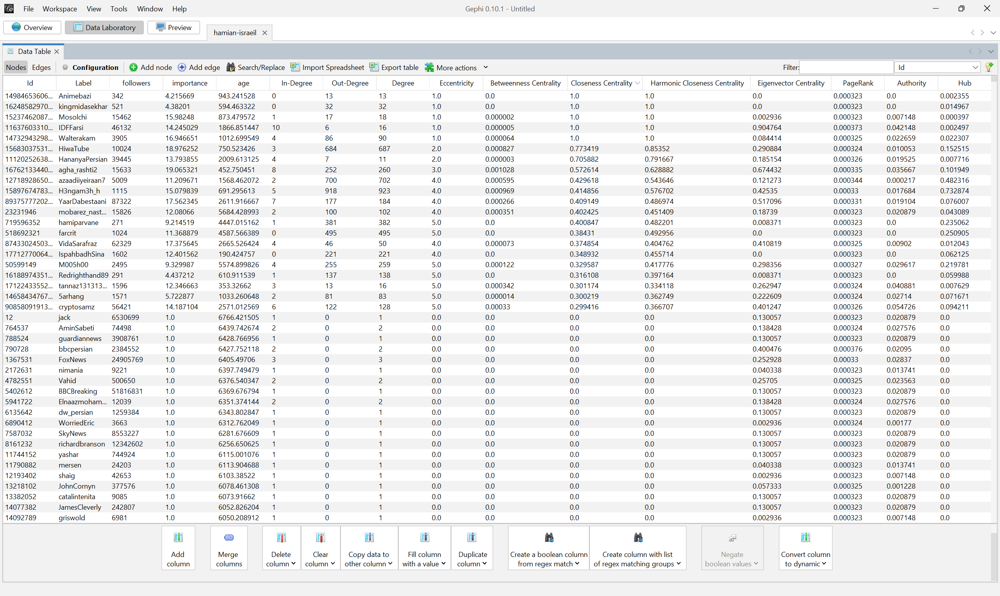 File Workspace View Tools Window Help Gephi 0.10.1 - Untitled
Overview Data Laboratory Preview hamian-israeil
Data Table
Nodes Edges Configuration Add node Add edge Search/Replace Import Spreadsheet Export table More actions Filter: Id
Id Label followers importance age In-Degree Out-Degree Degree Eccentricity Betweenness Centrality Closeness Centrality Harmonic Closeness Centrality Eigenvector Centrality PageRank Authority Hub
14984653606... Animebazi 342 4.215669 943.241528 0 13 13 1.0 0.0 1.0 1.0 0.0 0.000323 0.0 0.002355
16248582970... kingmidasekhar 521 4.38201 594.463322 0 32 32 1.0 0.0 1.0 1.0 0.0 0.000323 0.0 0.014967
15237462087... Mosolchi 15462 15.98248 873.479572 1 17 18 1.0 0.000002 1.0 1.0 0.002936 0.000323 0.007148 0.000397
11637603310... IDFFarsi 46132 14.245029 1866.851447 10 6 16 1.0 0.000005 1.0 1.0 0.904764 0.000373 0.042148 0.002497
14732943298... Walterakam 3905 16.946651 1012.699549 4 86 90 1.0 0.000064 1.0 1.0 0.084414 0.000325 0.022659 0.022307
15683037531... HiwaTube 10024 18.976252 750.523426 3 684 687 2.0 0.000827 0.773419 0.85352 0.290884 0.000324 0.010053 0.152515
11120252638... HananyaPersian 39445 13.793855 2009.613125 4 7 11 2.0 0.000003 0.705882 0.791667 0.185154 0.000326 0.019525 0.007716
16762133440... agha_rashti2 15633 19.065321 452.750451 8 252 260 3.0 0.001028 0.572614 0.628882 0.674432 0.000335 0.035667 0.101949
12718928650... azaadiiyeiraan7 5009 11.209671 1568.462072 2 700 702 4.0 0.000595 0.429618 0.543646 0.121273 0.000344 0.000217 0.482316
15897674783... H3ngam3h_h 1115 15.079839 691.295613 5 918 923 4.0 0.000969 0.414856 0.576702 0.42535 0.00033 0.017684 0.732874
89375777202... YaarDabestaani 87322 17.562345 2611.916667 7 177 184 4.0 0.000266 0.409149 0.486974 0.517096 0.000331 0.019104 0.076007
23231946 mobarez_nast... 15826 12.08066 5684.428993 2 100 102 4.0 0.000351 0.402425 0.451409 0.18739 0.000323 0.020879 0.043089
719596352 hamiparvane 271 9.214519 4447.015162 1 381 382 5.0 0.0 0.400847 0.482201 0.008371 0.000323 0.0 0.235062
518692321 farcrit 1024 11.368879 4587.566389 0 495 495 5.0 0.0 0.38431 0.492956 0.0 0.000323 0.0 0.250905
87433024503... VidaSarafraz 62329 17.375645 2665.526424 4 46 50 4.0 0.000073 0.374854 0.404762 0.410819 0.000325 0.00902 0.012043
17712770064... IspahbadhSina 1602 12.401562 190.424757 0 221 221 4.0 0.0 0.348932 0.455714 0.0 0.000323 0.0 0.062125
50599149 M005h00 2495 9.329987 5574.899826 4 255 259 5.0 0.000122 0.329587 0.417776 0.298356 0.000327 0.029617 0.219781
16188974351... Redrighthand89 291 4.437212 610.911539 1 137 138 5.0 0.0 0.316108 0.397164 0.008371 0.000323 0.0 0.059988
17122433552... tannaz131313... 1596 12.346663 353.32662 3 13 16 5.0 0.000342 0.301174 0.334118 0.262947 0.000324 0.040881 0.007629
14658434767... 5arhang 1571 5.722877 1033.260648 2 81 83 5.0 0.000014 0.300219 0.362749 0.222609 0.000324 0.02714 0.071671
90858091913... cryptosamz 56421 14.187104 2571.012569 6 122 128 5.0 0.00033 0.299416 0.366707 0.401247 0.000326 0.054726 0.094211
12 jack 6530699 1.0 6766.421505 1 0 1 0.0 0.0 0.0 0.0 0.130057 0.000323 0.020879 0.0
764537 AminSabeti 74498 1.0 6439.742674 2 0 2 0.0 0.0 0.0 0.0 0.138428 0.000324 0.027576 0.0
788524 guardiannews 3908761 1.0 6428.766956 1 0 1 0.0 0.0 0.0 0.0 0.130057 0.000323 0.020879 0.0
790728 bbcpersian 2384552 1.0 6427.752118 2 0 2 0.0 0.0 0.0 0.0 0.400476 0.000376 0.02095 0.0
1367531 FoxNews 24905769 1.0 6405.49706 3 0 3 0.0 0.0 0.0 0.0 0.252928 0.00033 0.02837 0.0
2172631 nimania 9221 1.0 6397.749479 1 0 1 0.0 0.0 0.0 0.0 0.040338 0.000323 0.013741 0.0
4782551 Vahid 500650 1.0 6376.540347 2 0 2 0.0 0.0 0.0 0.0 0.25705 0.000325 0.023563 0.0
5402612 BBCBreaking 51816831 1.0 6369.676794 1 0 1 0.0 0.0 0.0 0.0 0.130057 0.000323 0.020879 0.0
5941722 Elnaazmoham... 12039 1.0 6351.374144 2 0 2 0.0 0.0 0.0 0.0 0.138428 0.000324 0.027576 0.0
6135642 dw_persian 1259384 1.0 6343.802847 1 0 1 0.0 0.0 0.0 0.0 0.130057 0.000323 0.020879 0.0
6890412 WorriedEric 3663 1.0 6312.762049 1 0 1 0.0 0.0 0.0 0.0 0.002936 0.000324 0.00177 0.0
7587032 SkyNews 8553227 1.0 6281.676609 1 0 1 0.0 0.0 0.0 0.0 0.130057 0.000323 0.020879 0.0
8161232 richardbranson 12342602 1.0 6256.650625 1 0 1 0.0 0.0 0.0 0.0 0.130057 0.000323 0.020879 0.0
11744152 yashar 744924 1.0 6115.001076 1 0 1 0.0 0.0 0.0 0.0 0.130057 0.000323 0.020879 0.0
11790882 mersen 24203 1.0 6113.904688 1 0 1 0.0 0.0 0.0 0.0 0.040338 0.000323 0.013741 0.0
12193402 shaig 42653 1.0 6103.38522 1 0 1 0.0 0.0 0.0 0.0 0.002936 0.000323 0.007148 0.0
13218102 JohnCornyn 377576 1.0 6078.461308 1 0 1 0.0 0.0 0.0 0.0 0.057333 0.000325 0.001228 0.0
13382052 catalintenita 9085 1.0 6073.91662 1 0 1 0.0 0.0 0.0 0.0 0.130057 0.000323 0.020879 0.0
14077382 JamesCleverly 242807 1.0 6052.826204 1 0 1 0.0 0.0 0.0 0.0 0.130057 0.000323 0.020879 0.0
14092789 griswold 6981 1.0 6050.208912 1 0 1 0.0 0.0 0.0 0.0 0.002936 0.000323 0.007148 0.0
Add Merge Delete Clear Copy data to Fill column Duplicate Create a boolean column Create column with list Negate Convert column
column columns column column other column with a value column from regex match of regex matching groups boolean values to dynamic